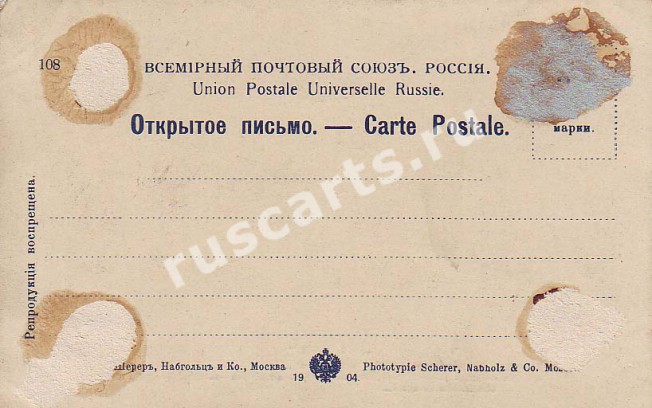 108
ВСЕМІРНЫЙ ПОЧТОВЫЙ СОЮЗЪ. РОССІЯ.
Union Postale Universelle Russie.
Открытое письмо. — Carte Postale.
марки.
Репродукція воспрещена.
Шереръ, Набгольцъ и Ко., Москва
Phototypie Scherer, Nabholz & Co.
19 04.
ruscarts.ru